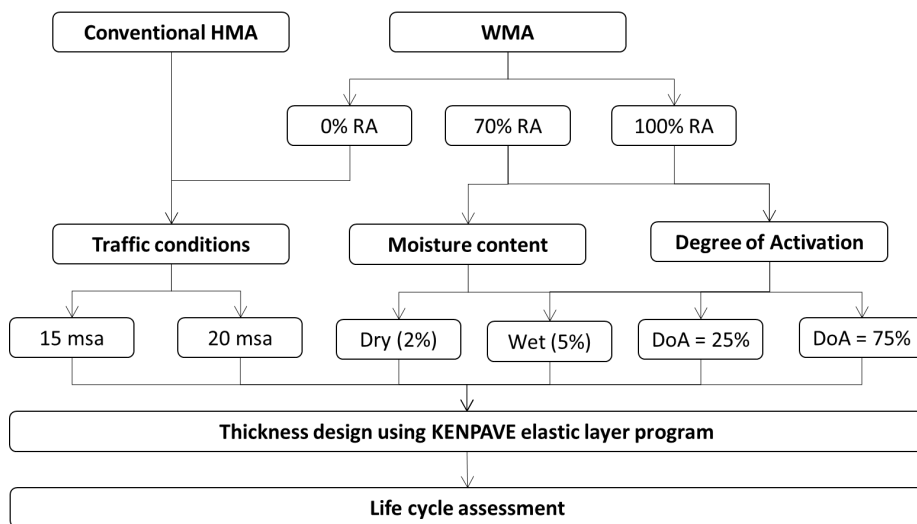 Conventional HMA
WMA
0% RA
70% RA
100% RA
Traffic conditions
Moisture content
Degree of Activation
15 msa
20 msa
Dry (2%)
Wet (5%)
DoA = 25%
DoA = 75%
Thickness design using KENPAVE elastic layer program
Life cycle assessment